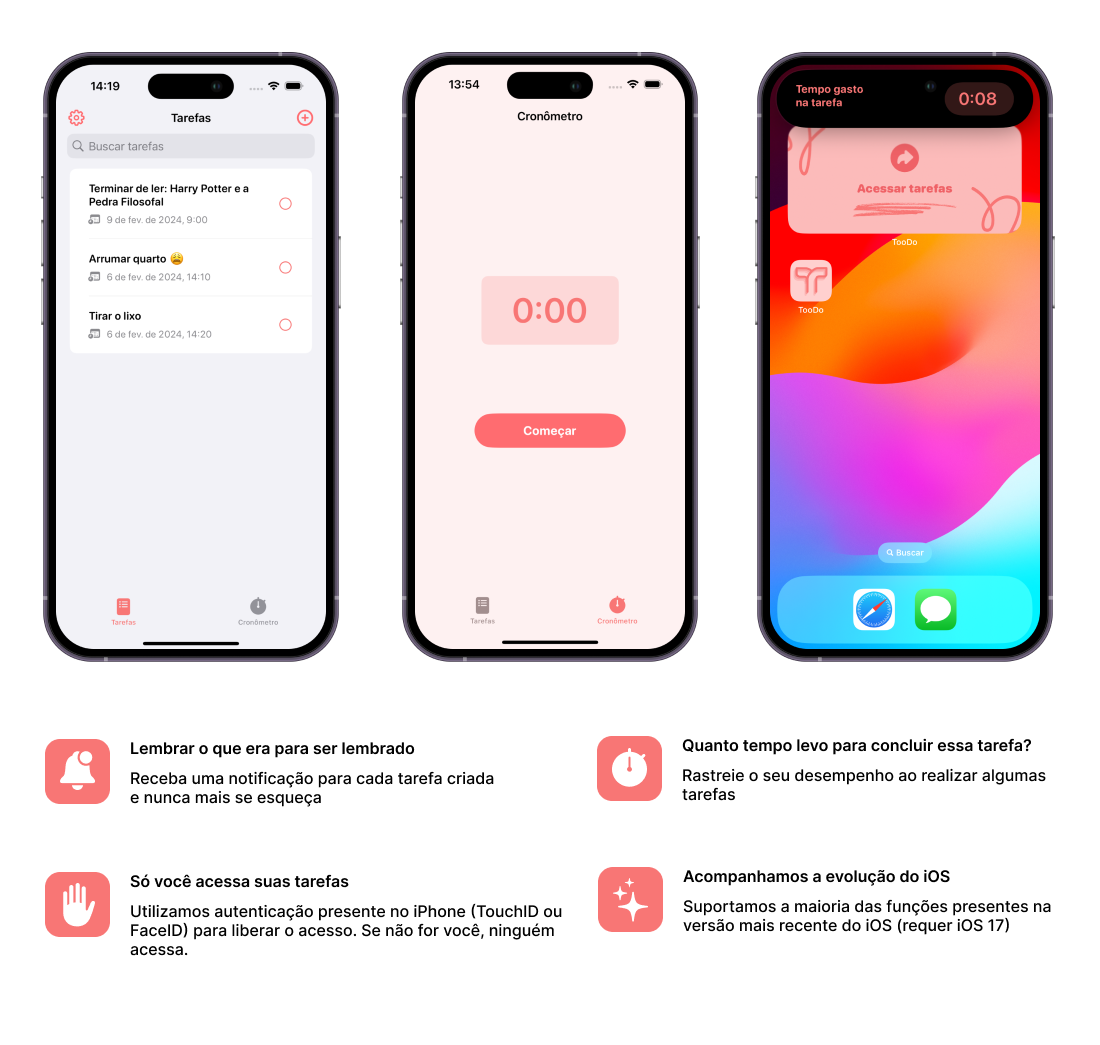 14:19
Tarefas
Buscar tarefas
Terminar de ler: Harry Potter e a
Pedra Filosofal
9 de fev. de 2024, 9:00
Arrumar quarto 😩
6 de fev. de 2024, 14:10
Tirar o lixo
6 de fev. de 2024, 14:20
Tarefas
Cronômetro
13:54
Cronômetro
0:00
Começar
Tarefas
Cronômetro
Tempo gasto
na tarefa
0:08
Acessar tarefas
TooDo
TooDo
Buscar
Lembrar o que era para ser lembrado
Receba uma notificação para cada tarefa criada
e nunca mais se esqueça
Quanto tempo levo para concluir essa tarefa?
Rastreie o seu desempenho ao realizar algumas
tarefas
Só você acessa suas tarefas
Utilizamos autenticação presente no iPhone (TouchID ou
FaceID) para liberar o acesso. Se não for você, ninguém
acessa.
Acompanhamos a evolução do iOS
Suportamos a maioria das funções presentes na
versão mais recente do iOS (requer iOS 17)